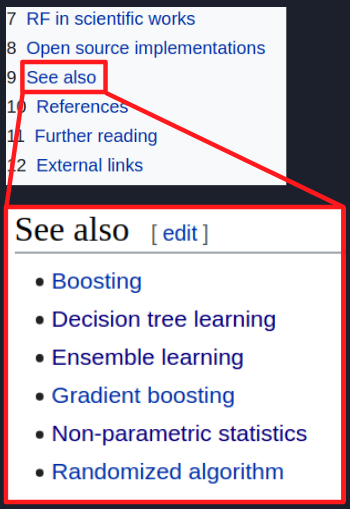 7 RF in scientific works
8 Open source implementations
9 See also
10 References
11 Further reading
12 External links
See also [ edit ]
• Boosting
• Decision tree learning
• Ensemble learning
• Gradient boosting
• Non-parametric statistics
• Randomized algorithm